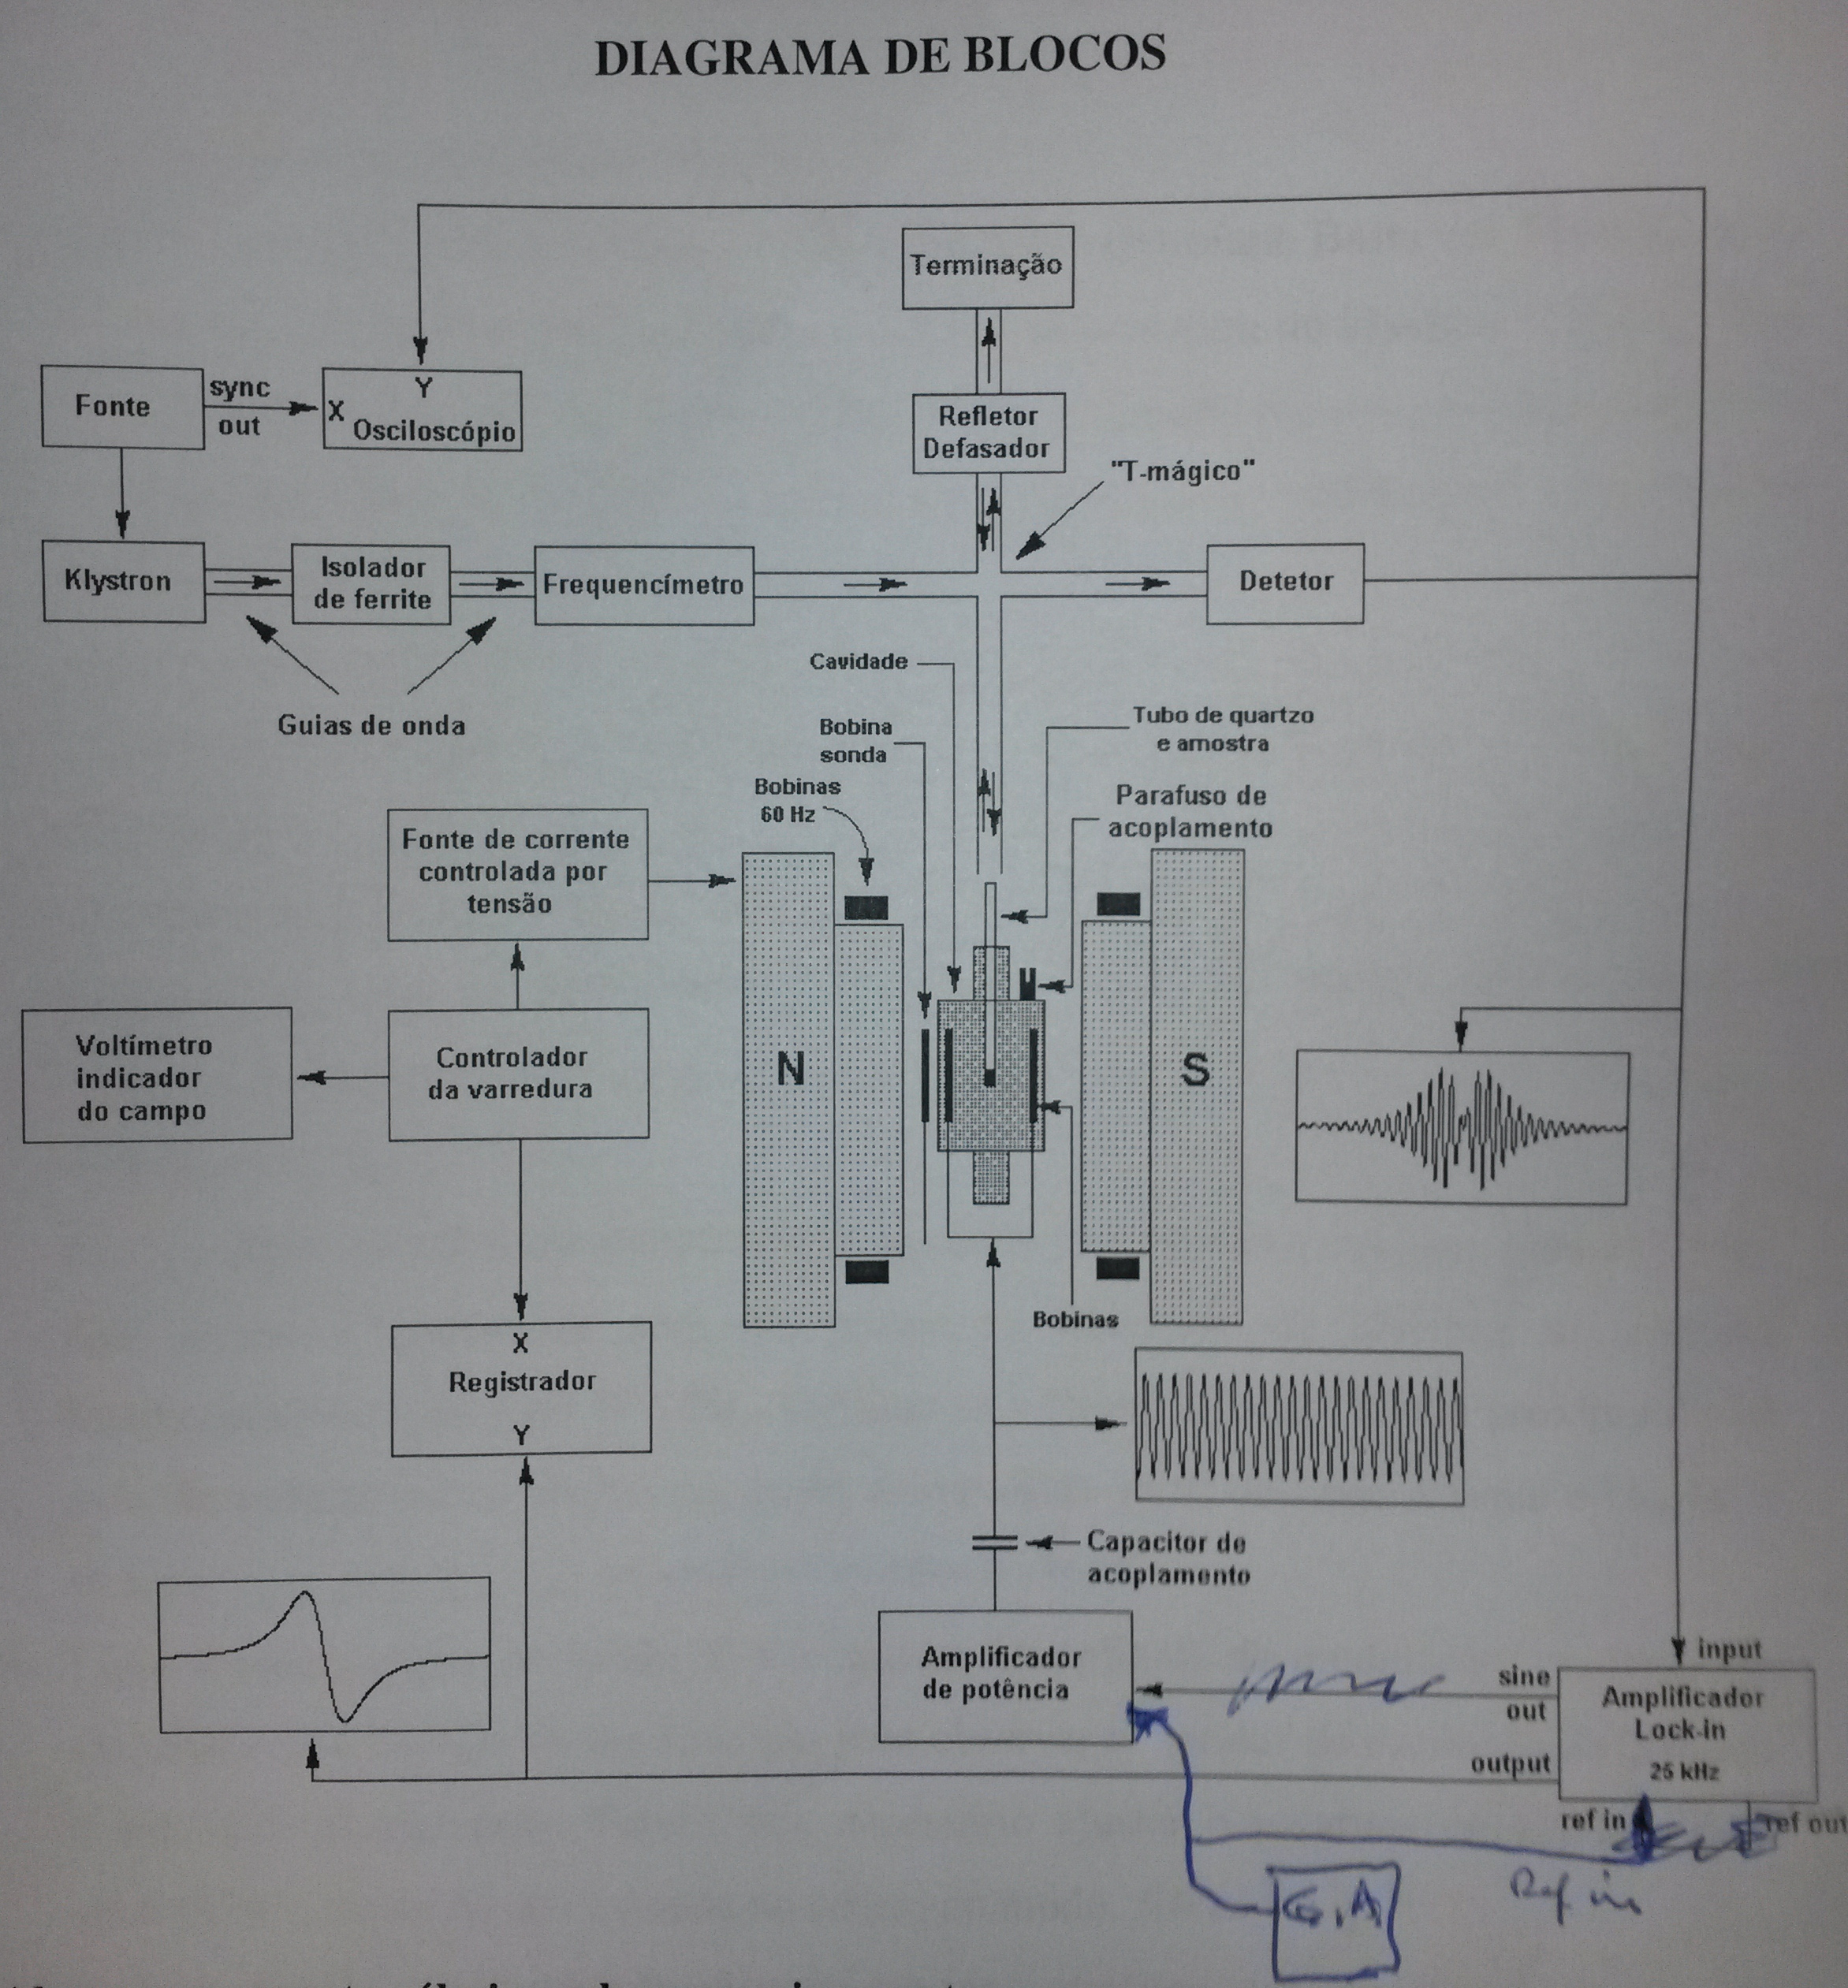 DIAGRAMA DE BLOCOS
Terminação
Fonte
sync
out
Y
X
Osciloscópio
Refletor
Defasador
"T-mágico"
Klystron
Isolador
de ferrite
Frequencímetro
Detetor
Guias de onda
Cavidade
Bobina
sonda
Bobinas
60 Hz
Tubo de quartzo
e amostra
Parafuso de
acoplamento
Fonte de corrente
controlada por
tensão
Voltímetro
indicador
do campo
Controlador
da varredura
N
S
Bobinas
X
Registrador
Y
Capacitor de
acoplamento
Amplificador
de potência
sine
out
output
input
Amplificador
Lock-in
25 kHz
ref in
ref out
Ref in
G.A